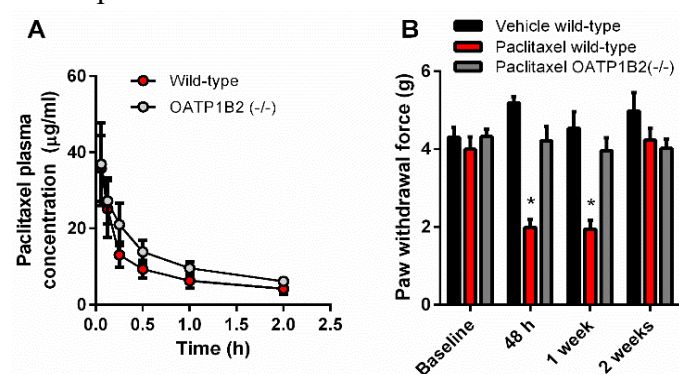 A
Wild-type
OATP1B2 (-/-)
Paclitaxel plasma
concentration (µg/ml)
60
40
20
0
0.0 0.5 1.0 1.5 2.0 2.5
Time (h)
B
Vehicle wild-type
Paclitaxel wild-type
Paclitaxel OATP1B2(-/-)
Paw withdrawal force (g)
6
4
2
0
* *
Baseline 48 h 1 week 2 weeks